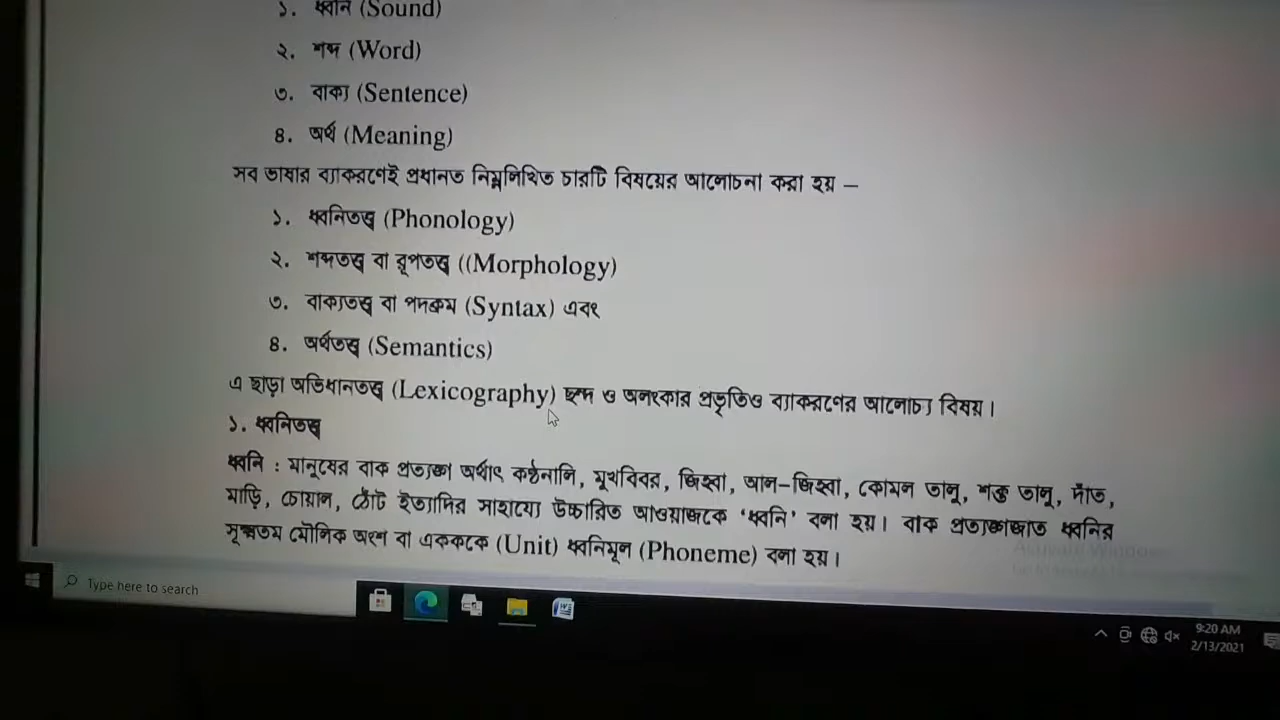 ১. ধ্বনি (Sound)
২. শব্দ (Word)
৩. বাক্য (Sentence)
৪. অর্থ (Meaning)
সব ভাষার ব্যাকরণেই প্রধানত নিম্নলিখিত চারটি বিষয়ের আলোচনা করা হয় –
১. ধ্বনিতত্ত্ব (Phonology)
২. শব্দতত্ত্ব বা রূপতত্ত্ব ((Morphology)
৩. বাক্যতত্ত্ব বা পদক্রম (Syntax) এবং
৪. অর্থতত্ত্ব (Semantics)
এ ছাড়া অভিধানতত্ত্ব (Lexicography) ছন্দ ও অলংকার প্রভৃতিও ব্যাকরণের আলোচ্য বিষয়।
১. ধ্বনিতত্ত্ব
ধ্বনি : মানুষের বাক প্রত্যঙ্গ অর্থাৎ কণ্ঠনালি, মুখবিবর, জিহ্বা, আল-জিহ্বা, কোমল তালু, শক্ত তালু, দাঁত,
মাড়ি, চোয়াল, ঠোঁট ইত্যাদির সাহায্যে উচ্চারিত আওয়াজকে ‘ধ্বনি’ বলা হয়। বাক প্রত্যঙ্গজাত ধ্বনির
সূক্ষ্মতম মৌলিক অংশ বা একককে (Unit) ধ্বনিমূল (Phoneme) বলা হয়।
Activate Windows
Type here to search
9:20 AM
2/13/2021